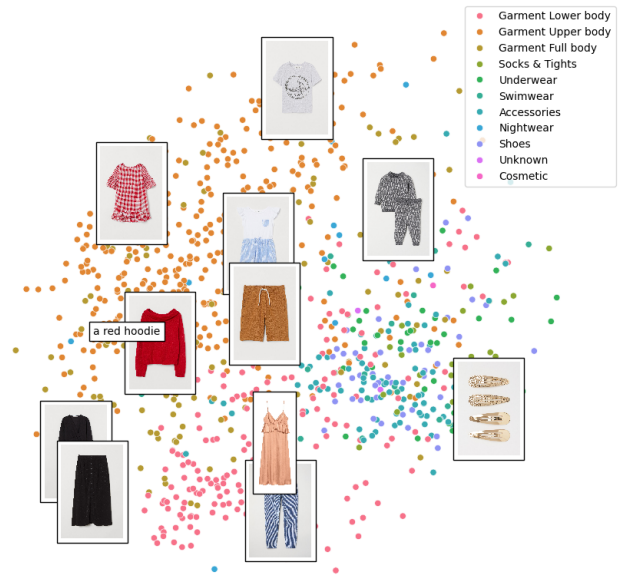 Garment Lower body
Garment Upper body
Garment Full body
Socks & Tights
Underwear
Swimwear
Accessories
Nightwear
Shoes
Unknown
Cosmetic
a red hoodie